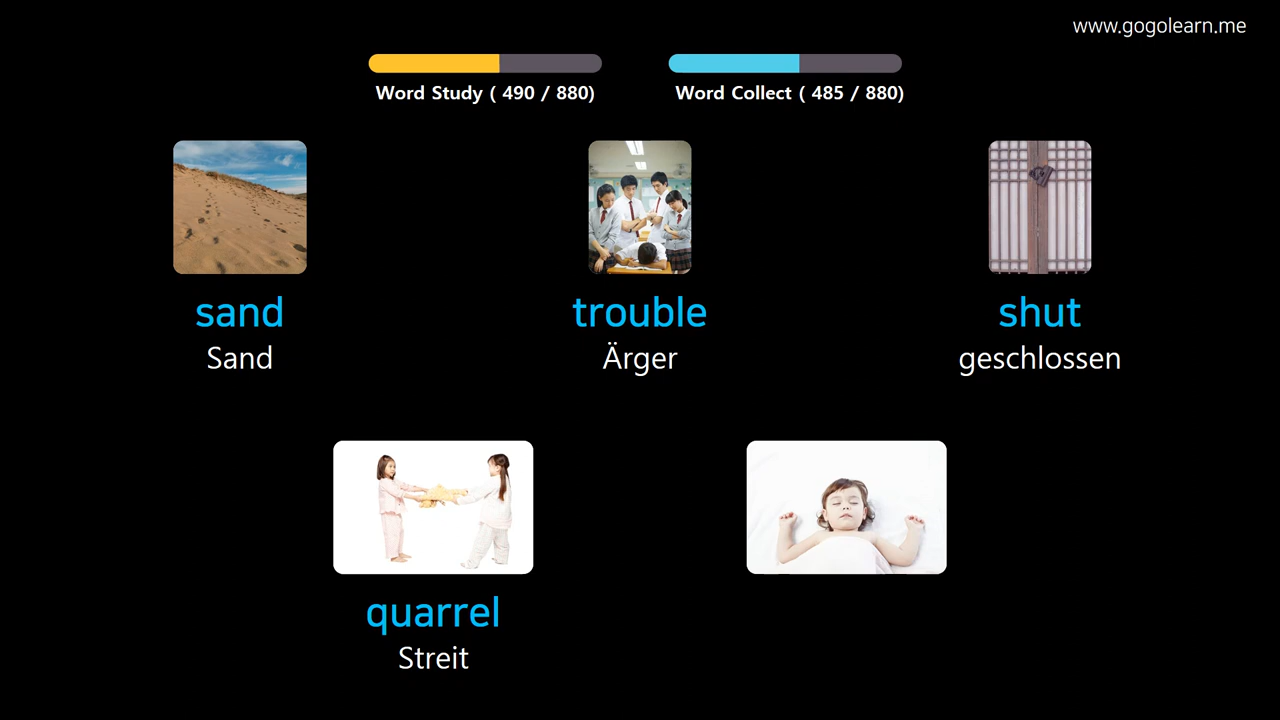 www.gogolearn.me
Word Study ( 490 / 880)
Word Collect ( 485 / 880)
sand
Sand
trouble
Ärger
shut
geschlossen
quarrel
Streit